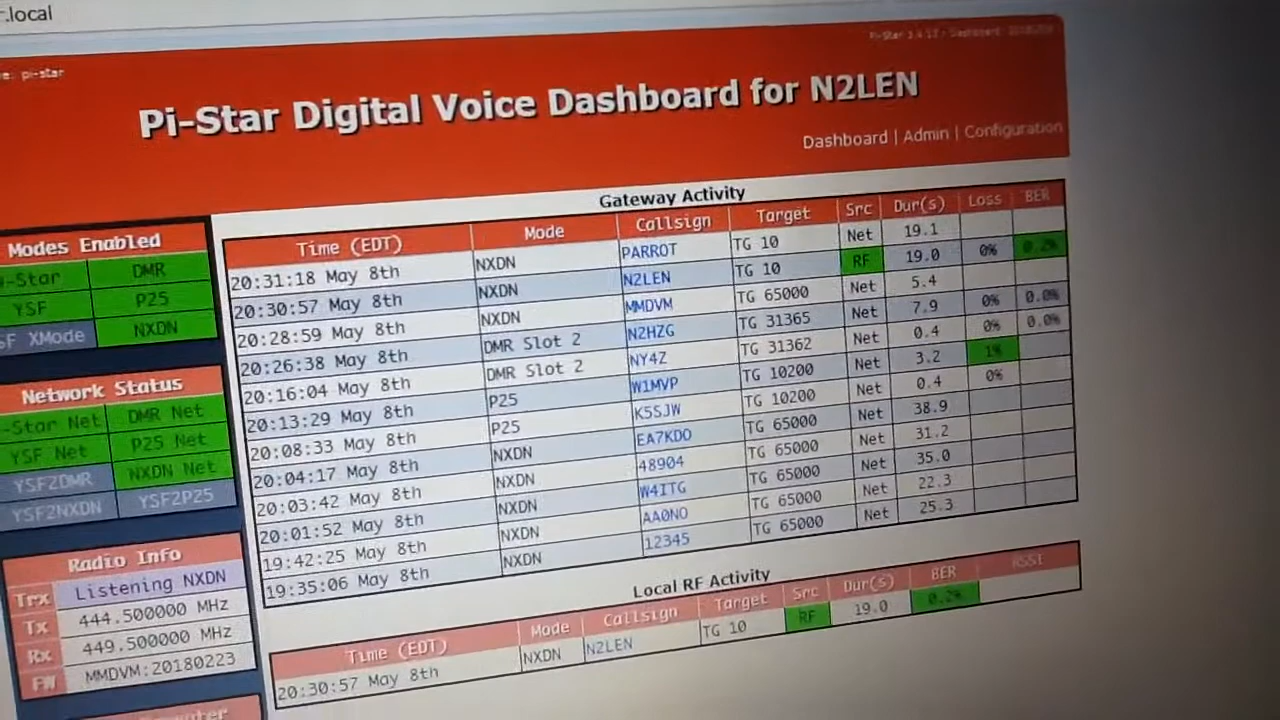 .local
pi-star
Pi-Star Digital Voice Dashboard for N2LEN
Dashboard | Admin | Configuration
Modes Enabled
-Star DMR
YSF P25
SF XMode NXDN
Network Status
-Star Net DMR Net
YSF Net P25 Net
YSF2DMR NXDN Net
YSF2NXDN YSF2P25
Radio Info
Trx Listening NXDN
Tx 444.500000 MHz
Rx 449.500000 MHz
FW MMDVM:20180223
Gateway Activity
Time (EDT) Mode Callsign Target Src Dur(s) Loss BER
20:31:18 May 8th NXDN PARROT TG 10 Net 19.1
20:30:57 May 8th NXDN N2LEN TG 10 RF 19.0 0% 0.2%
20:28:59 May 8th NXDN MMDVM TG 65000 Net 5.4
20:26:38 May 8th DMR Slot 2 N2HZG TG 31365 Net 7.9 0% 0.0%
20:16:04 May 8th DMR Slot 2 NY4Z TG 31362 Net 0.4 0% 0.0%
20:13:29 May 8th P25 W1MVP TG 10200 Net 3.2 1%
20:08:33 May 8th P25 K5SJW TG 10200 Net 0.4 0%
20:04:17 May 8th NXDN EA7KDO TG 65000 Net 38.9
20:03:42 May 8th NXDN 48904 TG 65000 Net 31.2
20:01:52 May 8th NXDN W4ITG TG 65000 Net 35.0
19:42:25 May 8th NXDN AA0NO TG 65000 Net 22.3
19:35:06 May 8th NXDN 12345 TG 65000 Net 25.3
Local RF Activity
Time (EDT) Mode Callsign Target Src Dur(s) BER RSSI
20:30:57 May 8th NXDN N2LEN TG 10 RF 19.0 0.2%